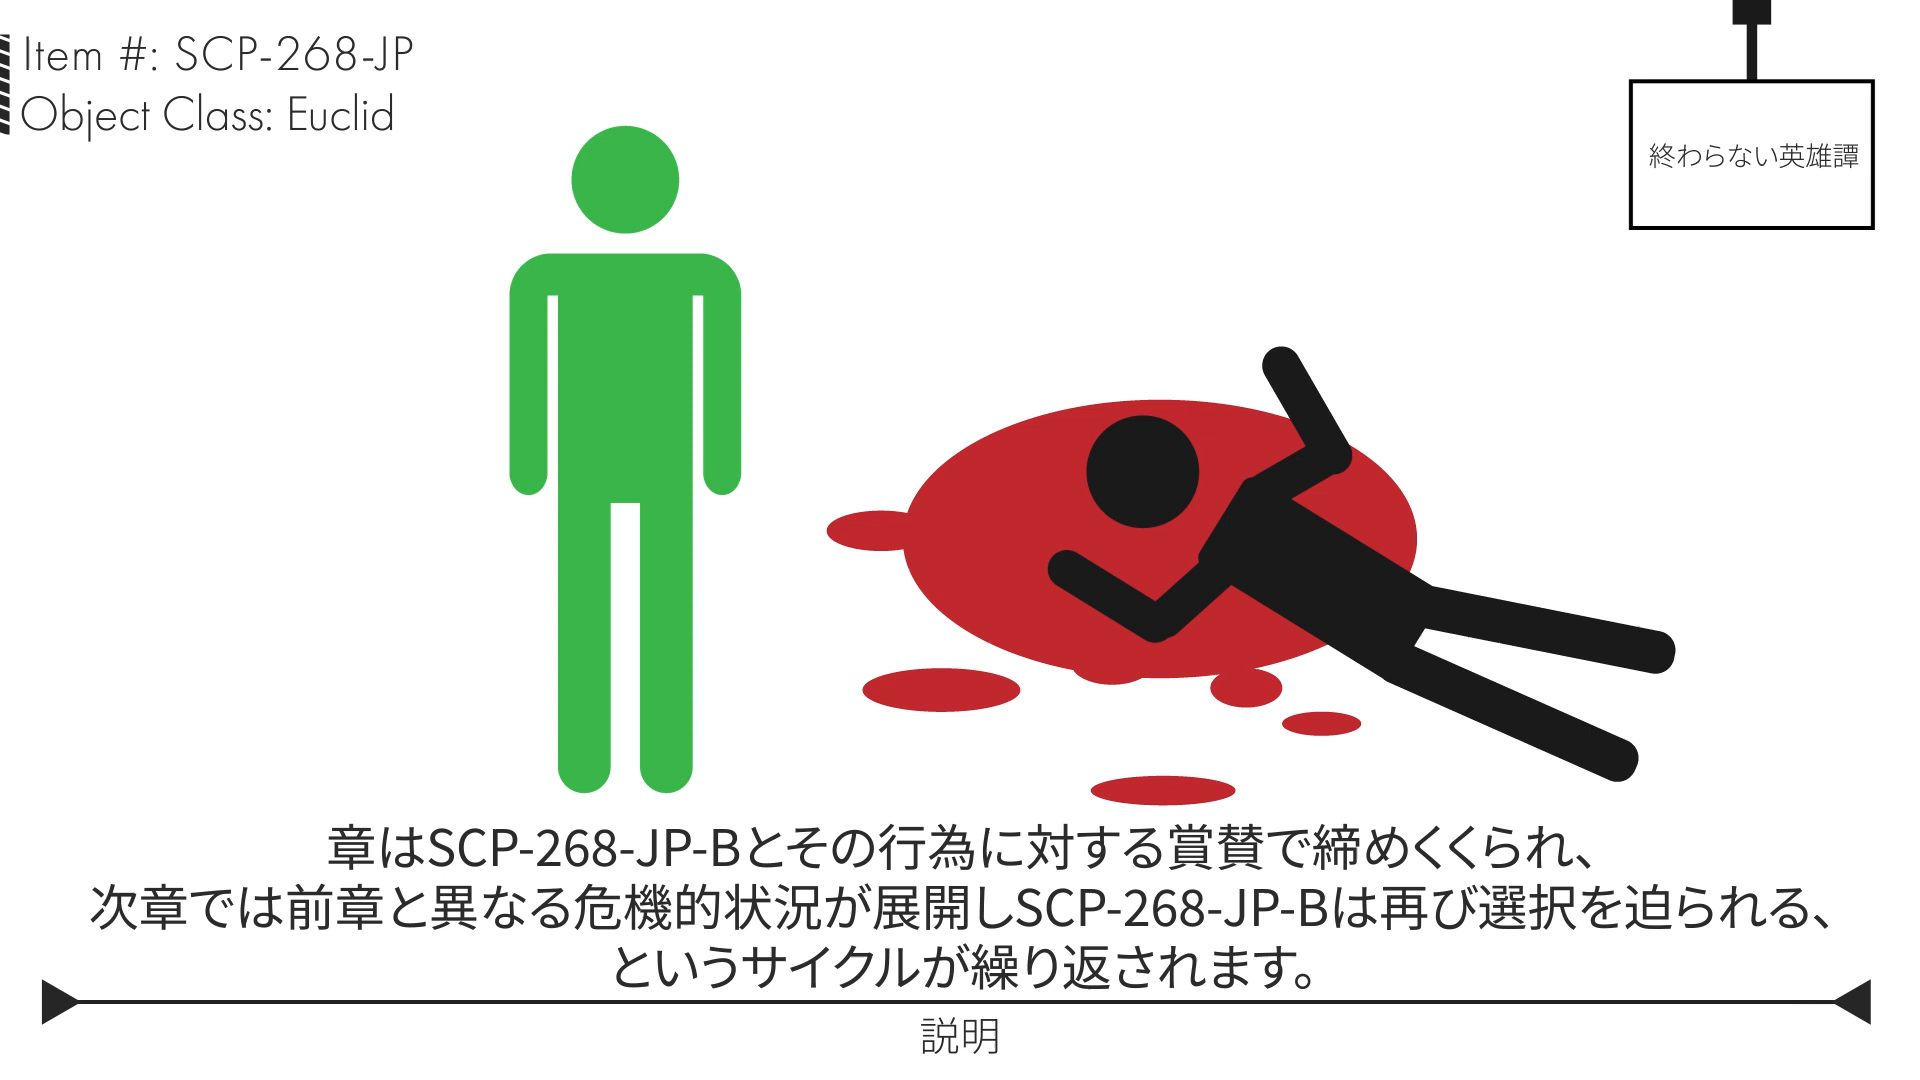 Item #: SCP-268-JP
Object Class: Euclid
終わらない英雄譚
章はSCP-268-JP-Bとその行為に対する賞賛で締めくくられ、
次章では前章と異なる危機的状況が展開しSCP-268-JP-Bは再び選択を迫られる、
というサイクルが繰り返されます。
説明